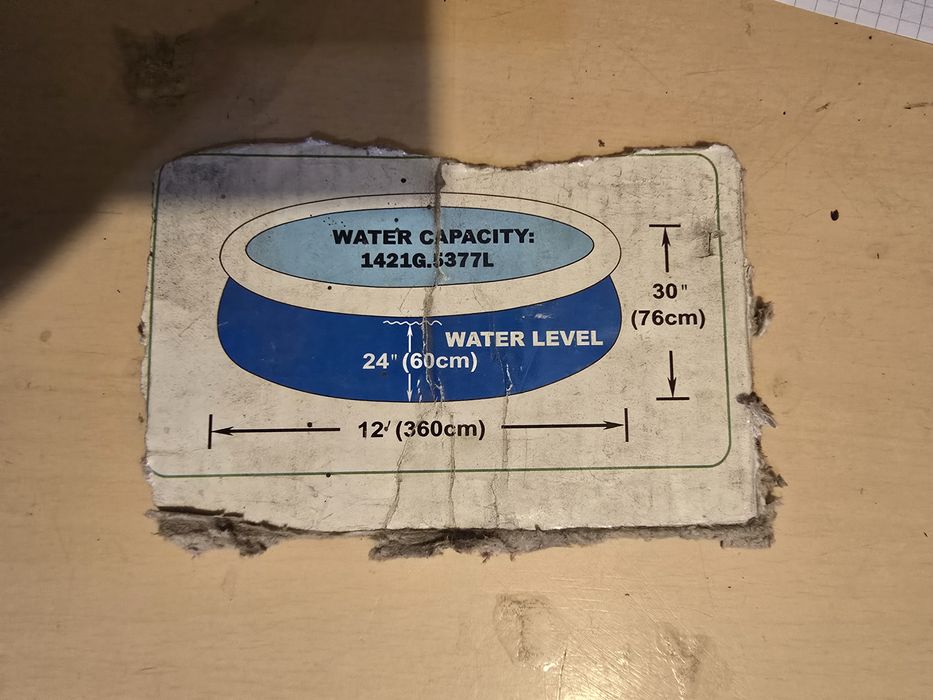 WATER CAPACITY:
1421G.5377L
30"
(76cm)
WATER LEVEL
24" (60cm)
12' (360cm)